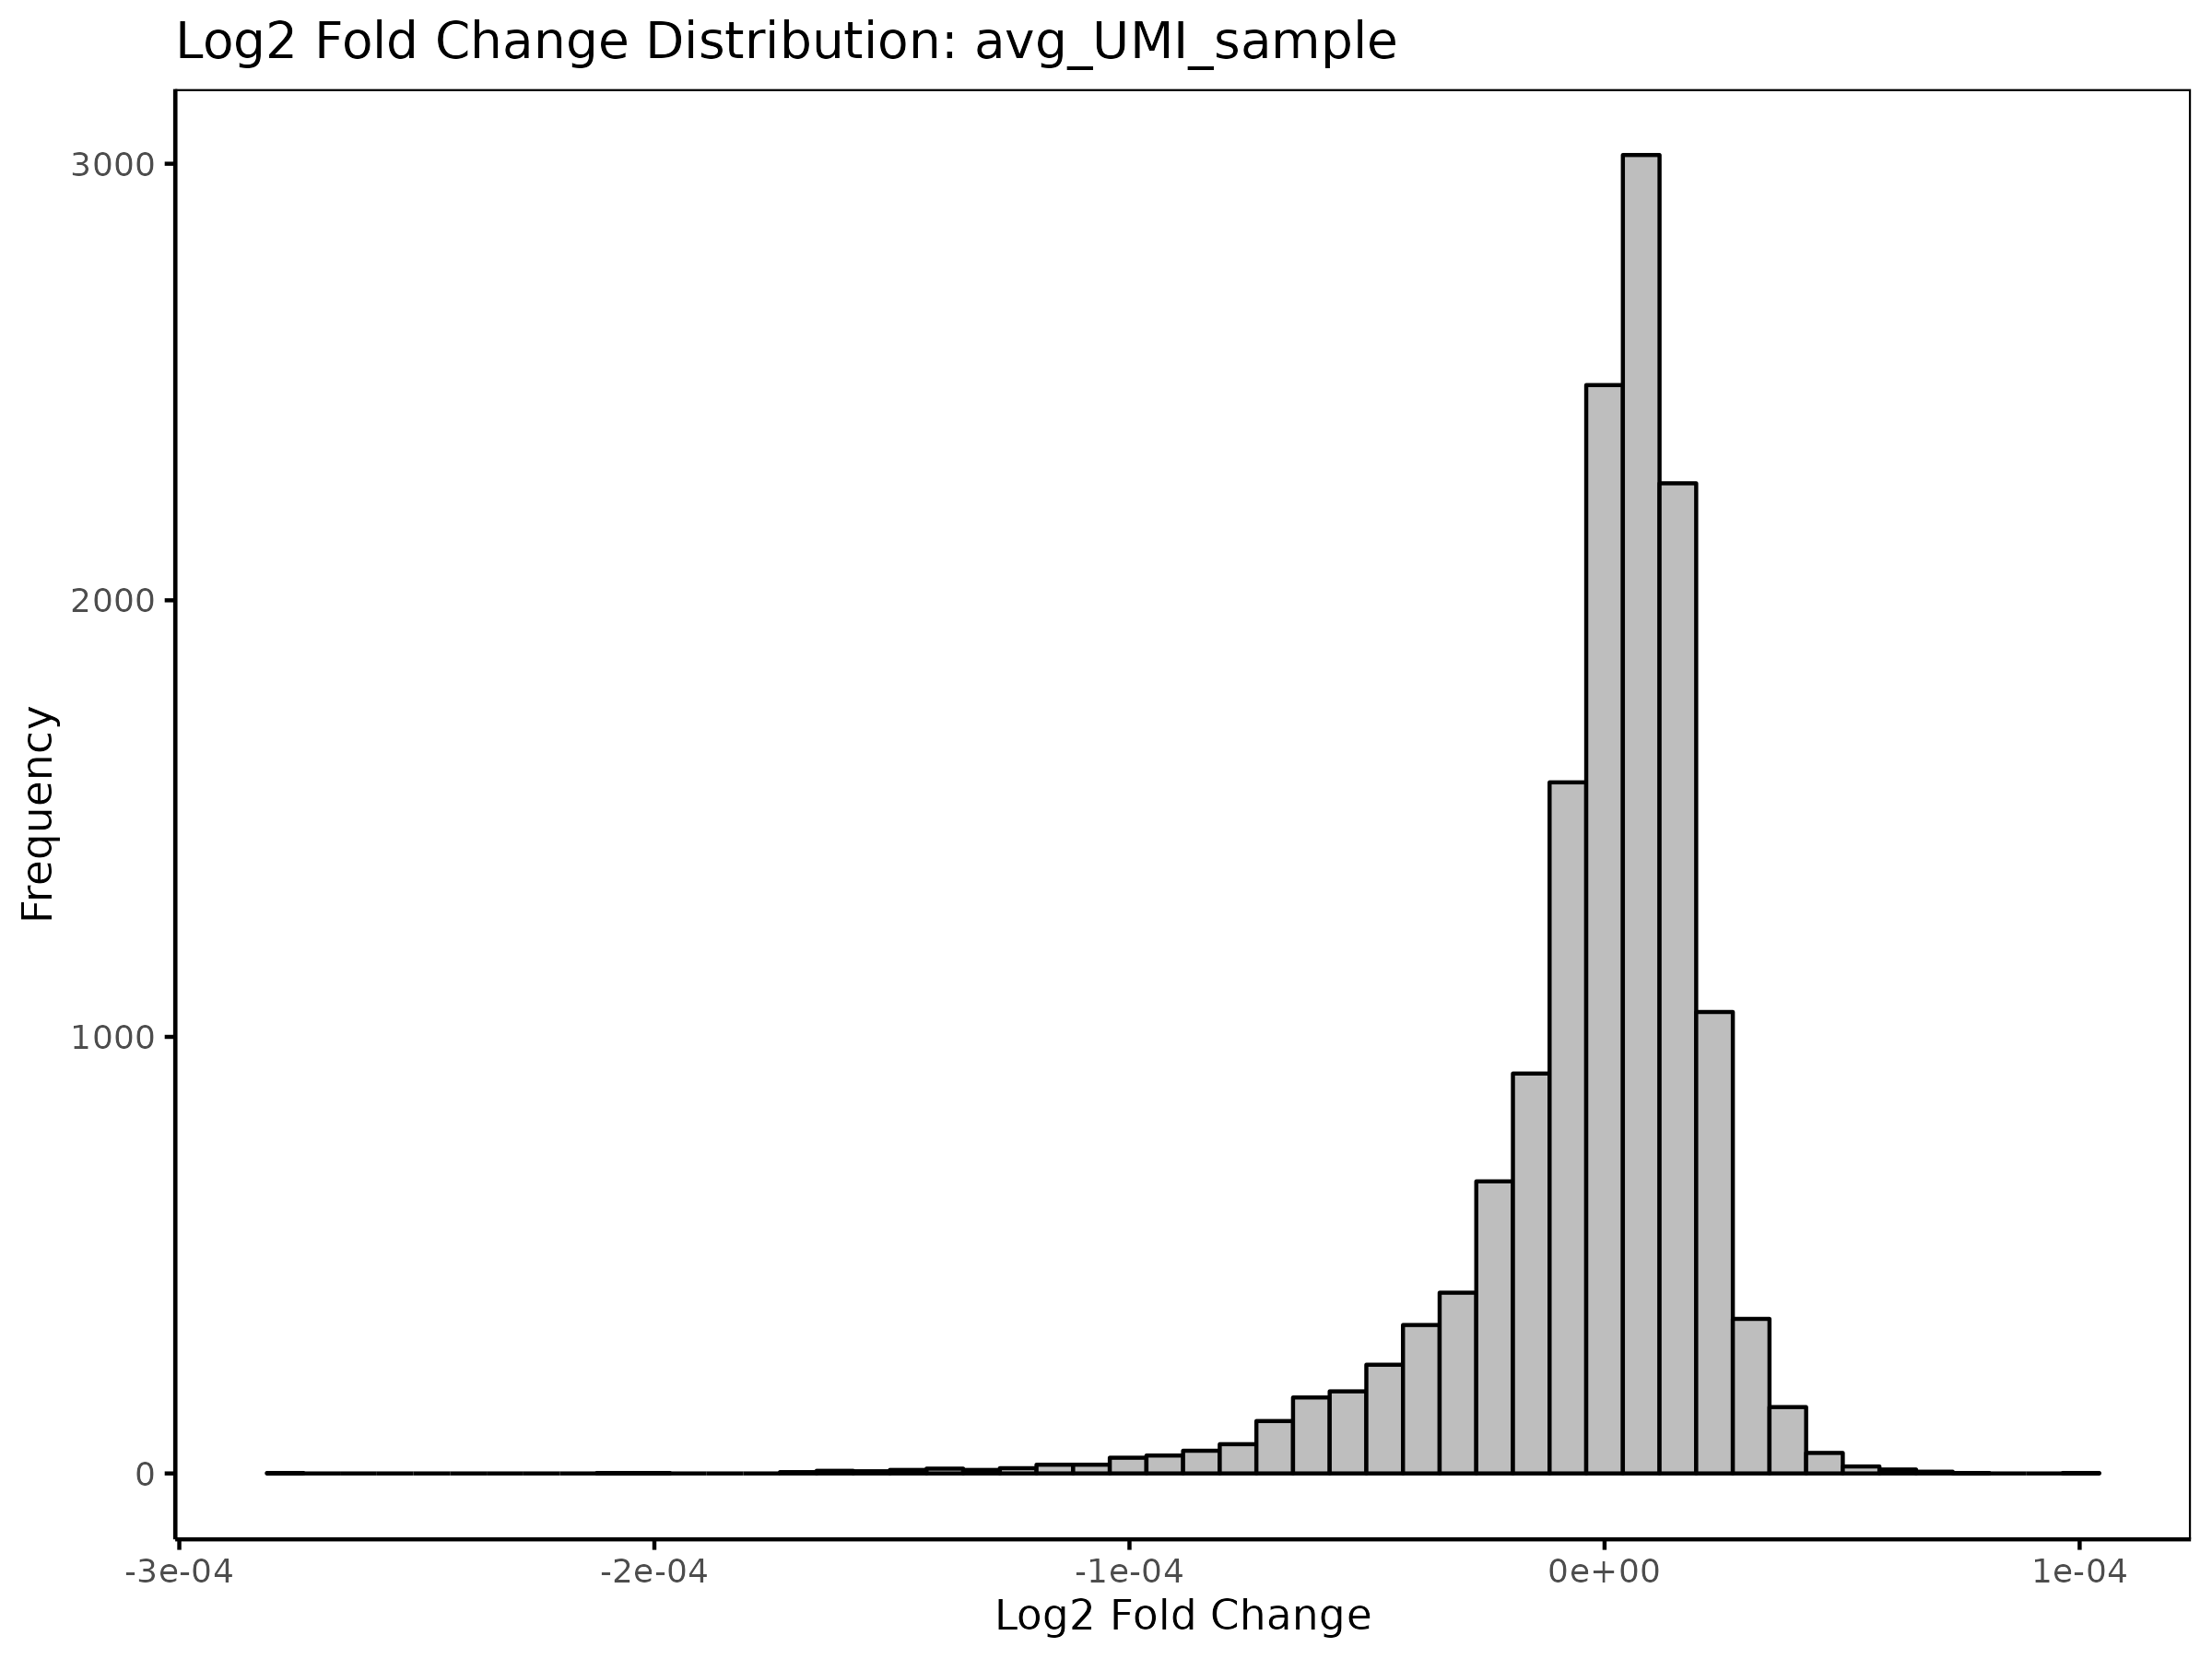 Log2 Fold Change Distribution: avg_UMI_sample
3000
2000
1000
0
Frequency
-3e-04 -2e-04 -1e-04 0e+00 1e-04
Log2 Fold Change